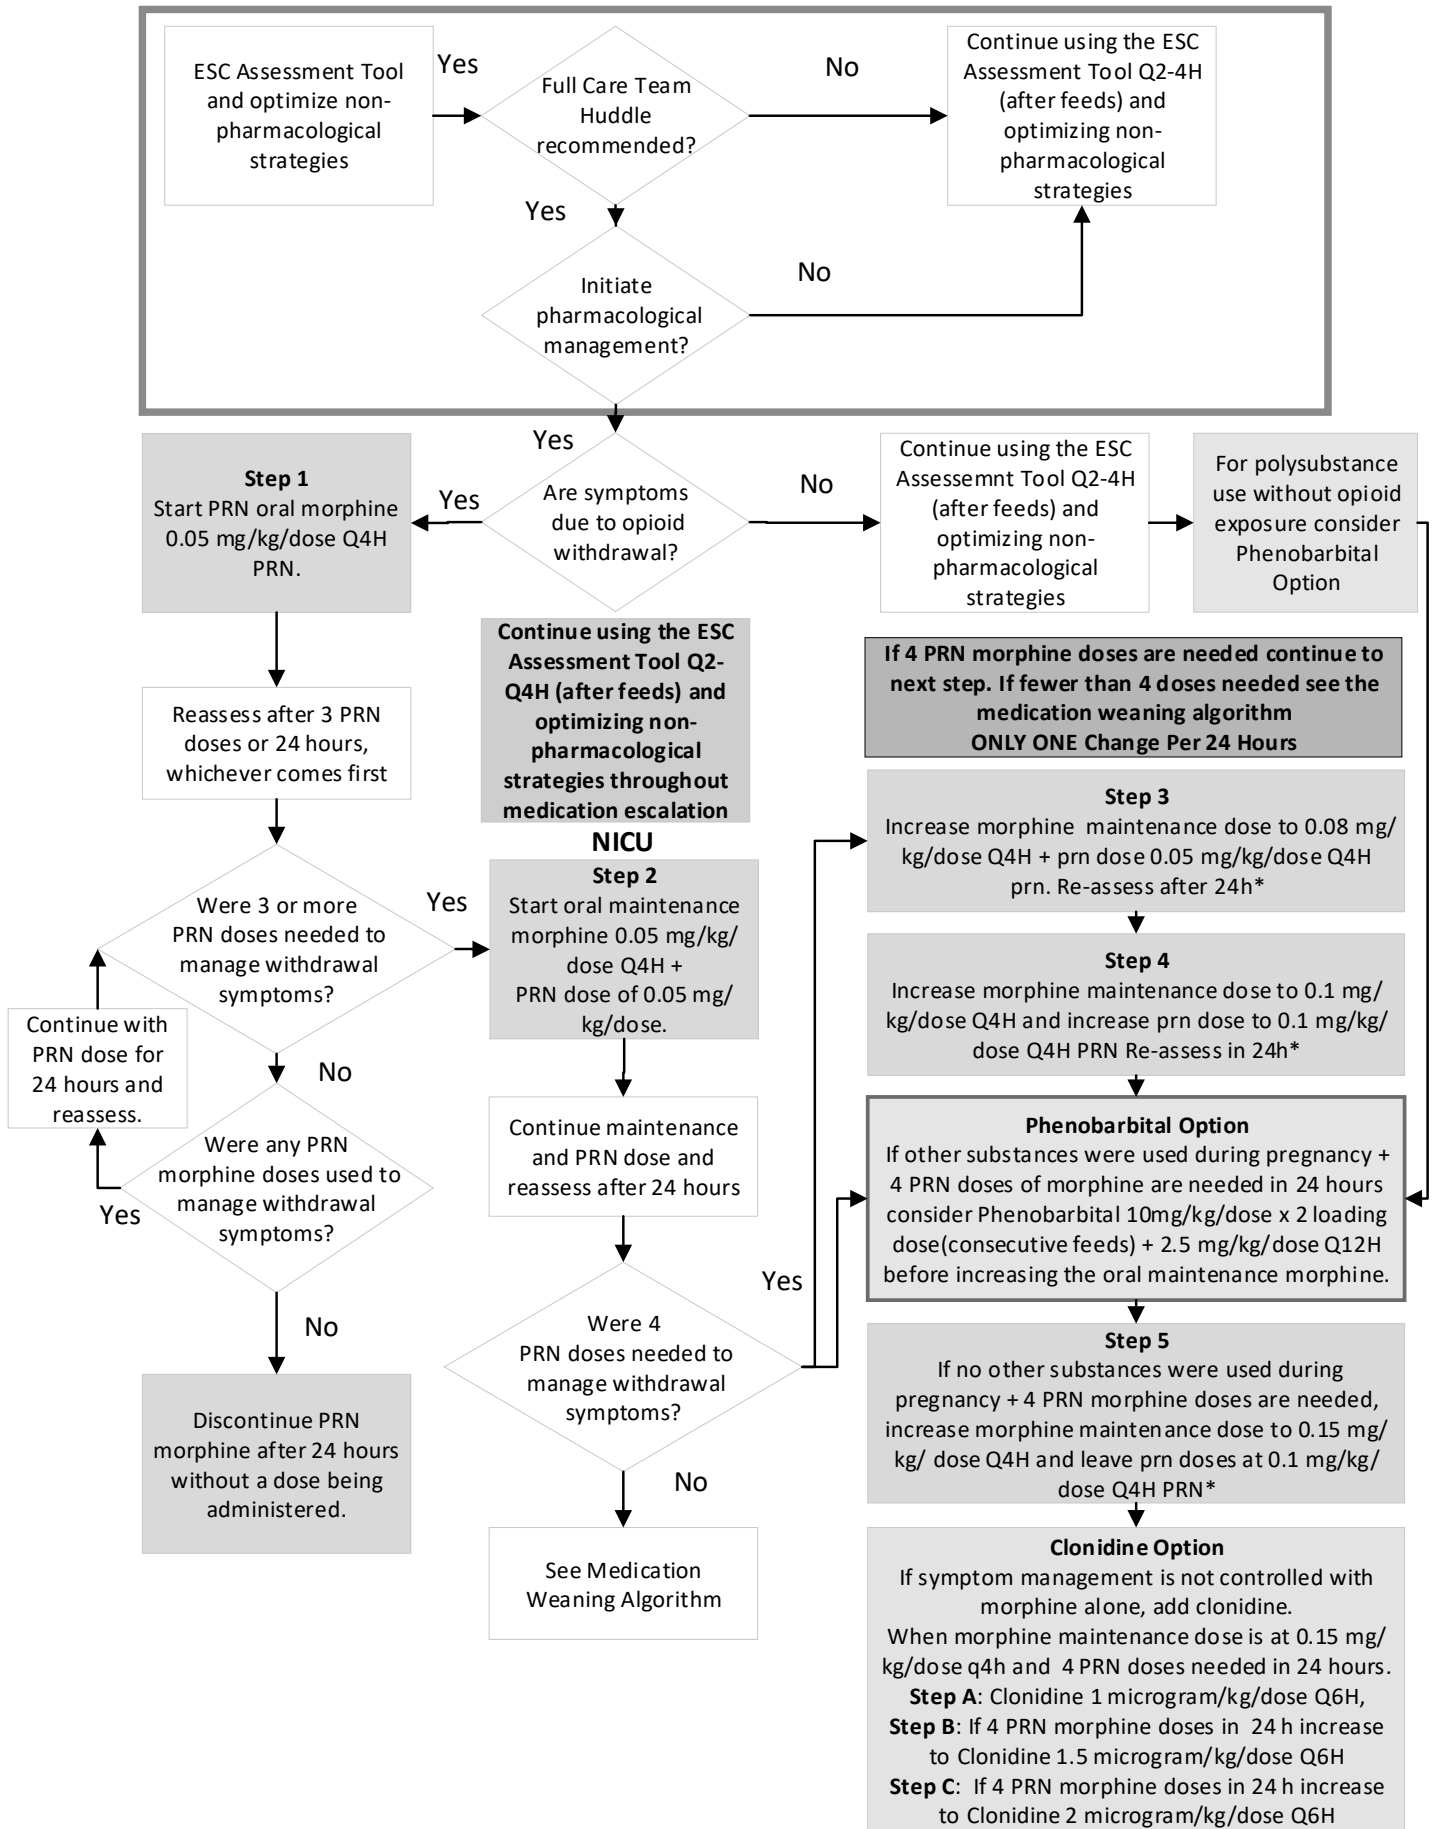 ESC Assessment Tool
and optimize non-
pharmacological
strategies
Yes
Full Care Team
Huddle
recommended?
No
Continue using the ESC
Assessment Tool Q2-4H
(after feeds) and
optimizing non-
pharmacological
strategies
Yes
Initiate
pharmacological
management?
No
Yes
Step 1
Start PRN oral morphine
0.05 mg/kg/dose Q4H
PRN.
Yes
Are symptoms
due to opioid
withdrawal?
No
Continue using the ESC
Assessemnt Tool Q2-4H
(after feeds) and
optimizing non-
pharmacological
strategies
For polysubstance
use without opioid
exposure consider
Phenobarbital
Option
Continue using the ESC
Assessment Tool Q2-
Q4H (after feeds) and
optimizing non-
pharmacological
strategies throughout
medication escalation
If 4 PRN morphine doses are needed continue to
next step. If fewer than 4 doses needed see the
medication weaning algorithm
ONLY ONE Change Per 24 Hours
Reassess after 3 PRN
doses or 24 hours,
whichever comes first
Were 3 or more
PRN doses needed to
manage withdrawal
symptoms?
Yes
Continue with
PRN dose for
24 hours and
reassess.
No
Were any PRN
morphine doses used to
manage withdrawal
symptoms?
Yes
No
Discontinue PRN
morphine after 24 hours
without a dose being
administered.
NICU
Step 2
Start oral maintenance
morphine 0.05 mg/kg/
dose Q4H +
PRN dose of 0.05 mg/
kg/dose.
Continue maintenance
and PRN dose and
reassess after 24 hours
Were 4
PRN doses needed to
manage withdrawal
symptoms?
Yes
No
See Medication
Weaning Algorithm
Step 3
Increase morphine maintenance dose to 0.08 mg/
kg/dose Q4H + prn dose 0.05 mg/kg/dose Q4H
prn. Re-assess after 24h*
Step 4
Increase morphine maintenance dose to 0.1 mg/
kg/dose Q4H and increase prn dose to 0.1 mg/kg/
dose Q4H PRN Re-assess in 24h*
Phenobarbital Option
If other substances were used during pregnancy +
4 PRN doses of morphine are needed in 24 hours
consider Phenobarbital 10mg/kg/dose x 2 loading
dose(consecutive feeds) + 2.5 mg/kg/dose Q12H
before increasing the oral maintenance morphine.
Step 5
If no other substances were used during
pregnancy + 4 PRN morphine doses are needed,
increase morphine maintenance dose to 0.15 mg/
kg/ dose Q4H and leave prn doses at 0.1 mg/kg/
dose Q4H PRN*
Clonidine Option
If symptom management is not controlled with
morphine alone, add clonidine.
When morphine maintenance dose is at 0.15 mg/
kg/dose q4h and 4 PRN doses needed in 24 hours.
Step A: Clonidine 1 microgram/kg/dose Q6H,
Step B: If 4 PRN morphine doses in 24 h increase
to Clonidine 1.5 microgram/kg/dose Q6H
Step C: If 4 PRN morphine doses in 24 h increase
to Clonidine 2 microgram/kg/dose Q6H